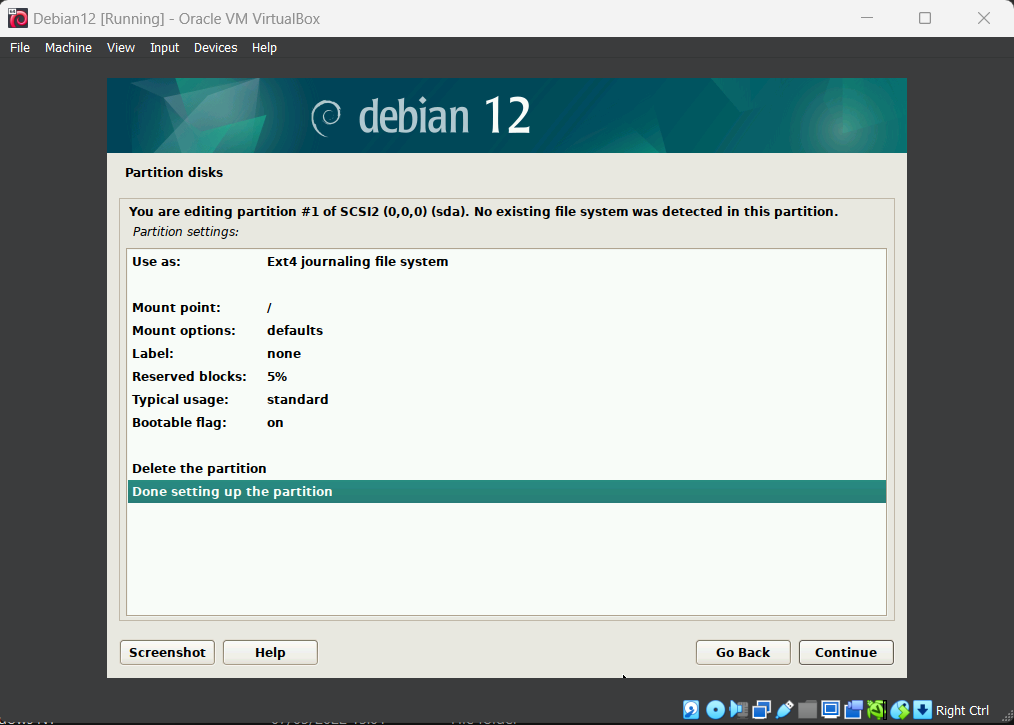 Debian12 [Running] - Oracle VM VirtualBox
File Machine View Input Devices Help
debian 12
Partition disks
You are editing partition #1 of SCSI2 (0,0,0) (sda). No existing file system was detected in this partition.
Partition settings:
Use as: Ext4 journaling file system
Mount point: /
Mount options: defaults
Label: none
Reserved blocks: 5%
Typical usage: standard
Bootable flag: on
Delete the partition
Done setting up the partition
Screenshot Help Go Back Continue
Right Ctrl